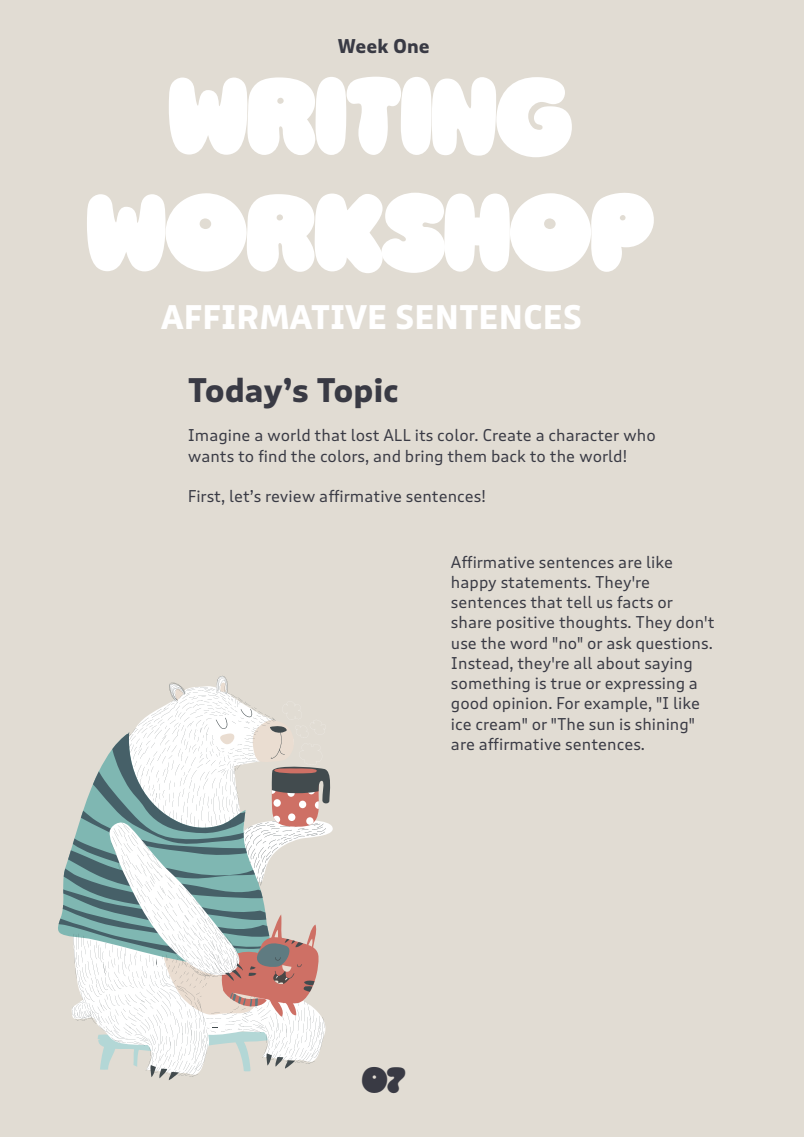 Week One
WRITING
WORKSHOP
AFFIRMATIVE SENTENCES
Today’s Topic
Imagine a world that lost ALL its color. Create a character who
wants to find the colors, and bring them back to the world!
First, let’s review affirmative sentences!
Affirmative sentences are like
happy statements. They're
sentences that tell us facts or
share positive thoughts. They don't
use the word "no" or ask questions.
Instead, they're all about saying
something is true or expressing a
good opinion. For example, "I like
ice cream" or "The sun is shining"
are affirmative sentences.
07